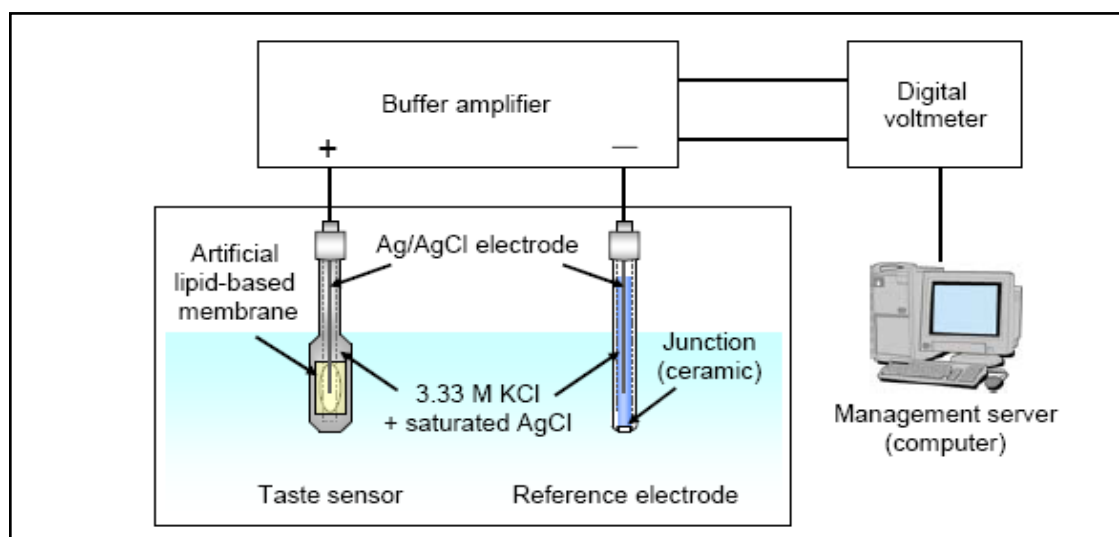 Buffer amplifier
+
—
Digital
voltmeter
Artificial
lipid-based
membrane
Ag/AgCl electrode
Junction
(ceramic)
3.33 M KCl
+ saturated AgCl
Taste sensor
Reference electrode
Management server
(computer)